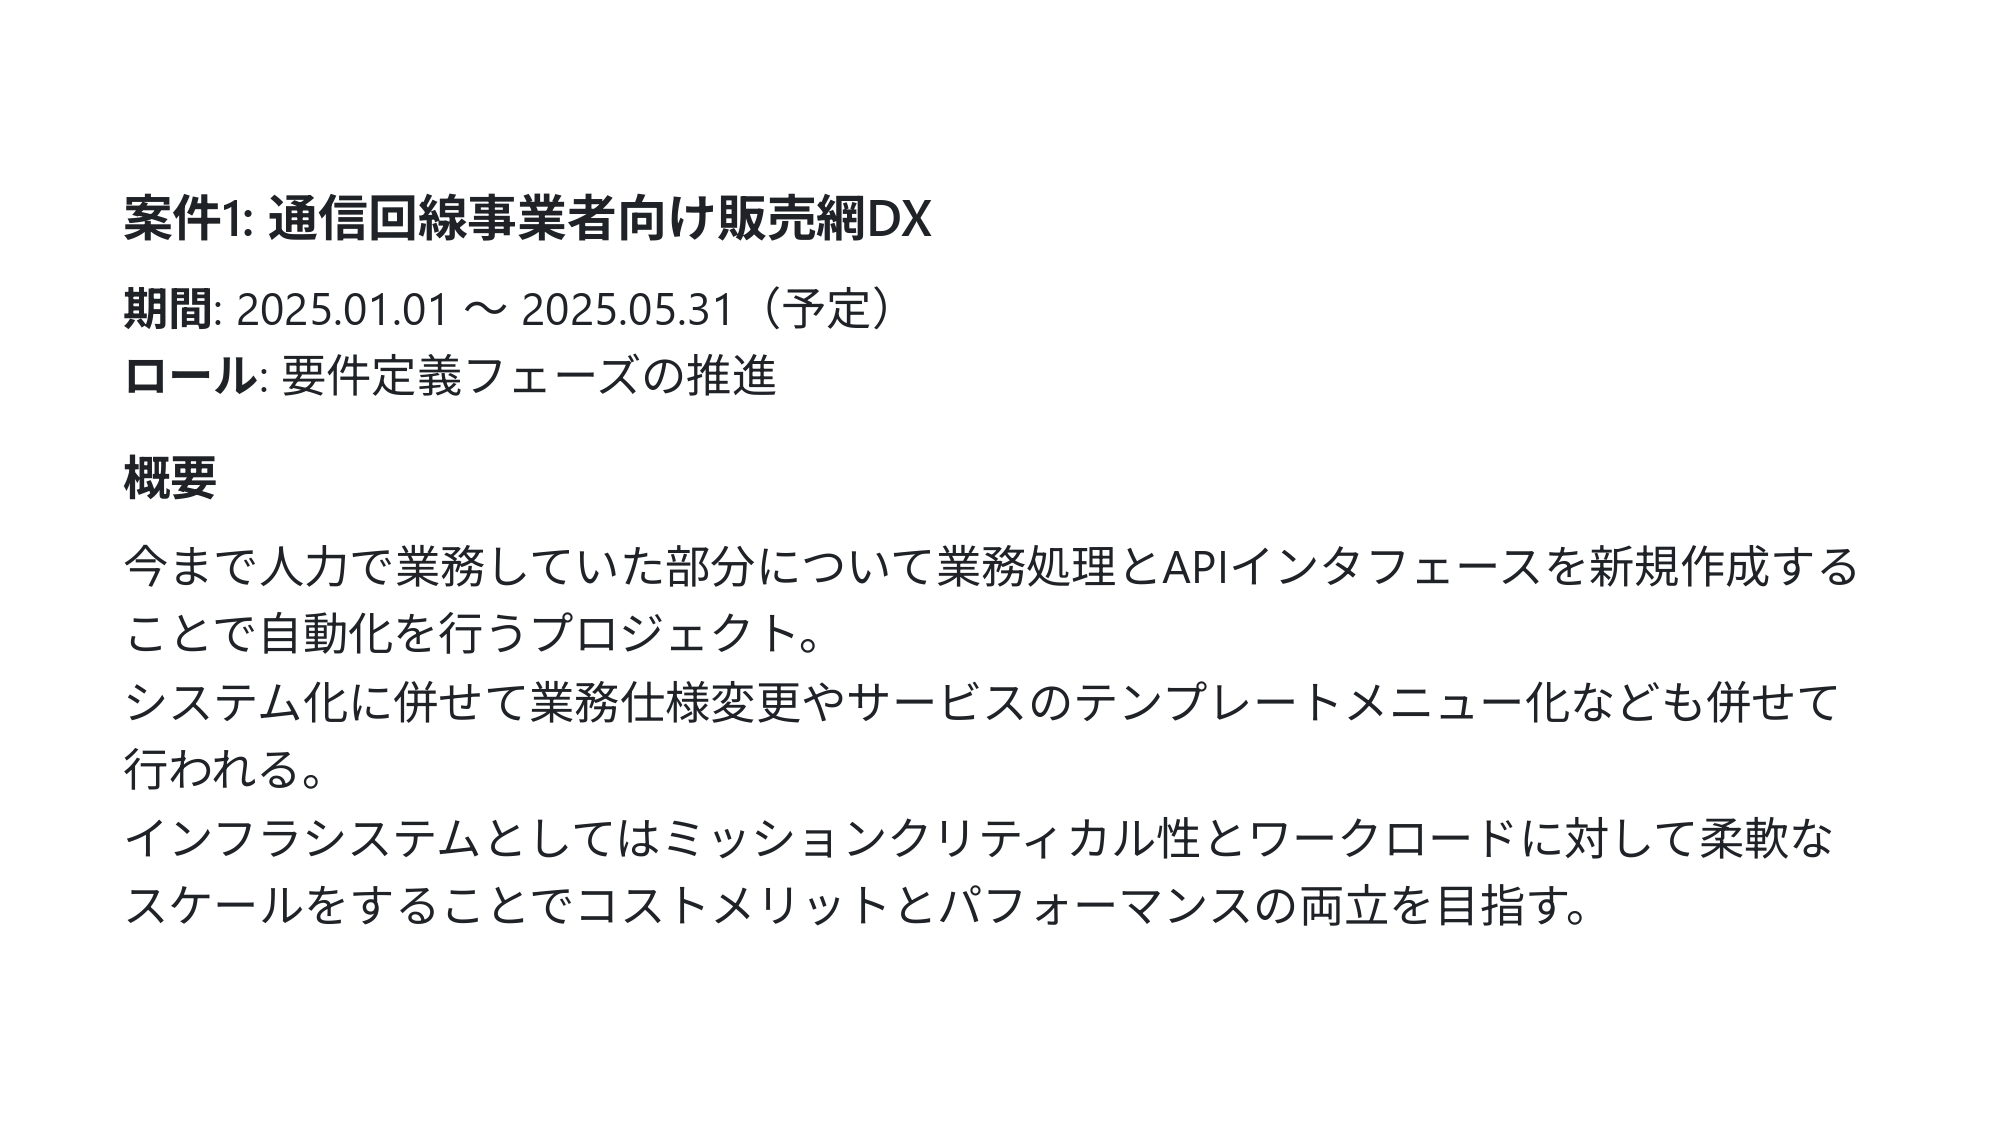 案件1: 通信回線事業者向け販売網DX
期間: 2025.01.01 〜 2025.05.31（予定）
ロール: 要件定義フェーズの推進
概要
今まで人力で業務していた部分について業務処理とAPIインタフェースを新規作成する
ことで自動化を行うプロジェクト。
システム化に併せて業務仕様変更やサービスのテンプレートメニュー化なども併せて
行われる。
インフラシステムとしてはミッションクリティカル性とワークロードに対して柔軟な
スケールをすることでコストメリットとパフォーマンスの両立を目指す。